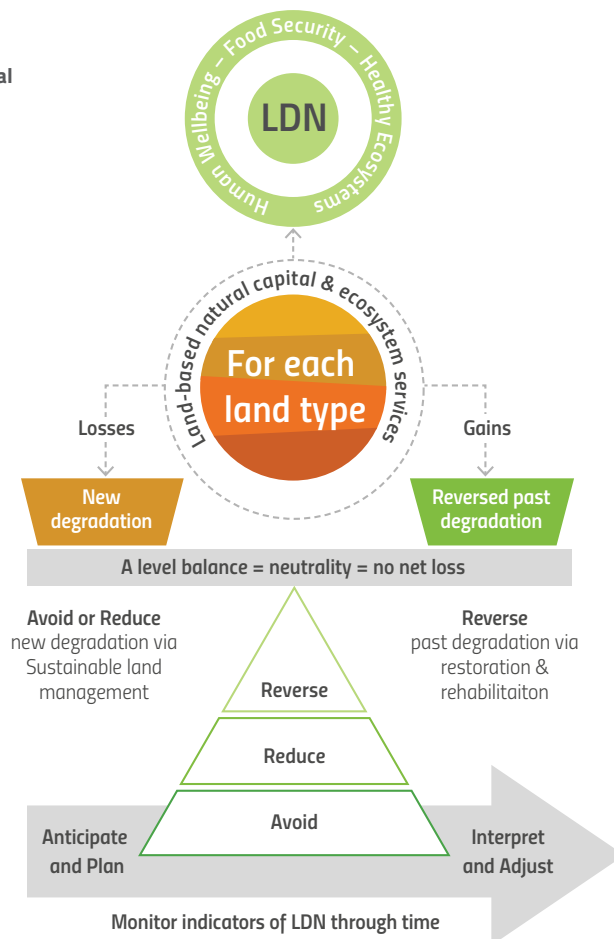 al
Human Wellbeing – Food Security – Healthy Ecosystems
LDN
Land-based natural capital & ecosystem services
For each
land type
Losses
Gains
New
degradation
Reversed past
degradation
A level balance = neutrality = no net loss
Avoid or Reduce
new degradation via
Sustainable land
management
Reverse
past degradation via
restoration &
rehabilitaiton
Reverse
Reduce
Avoid
Anticipate
and Plan
Interpret
and Adjust
Monitor indicators of LDN through time